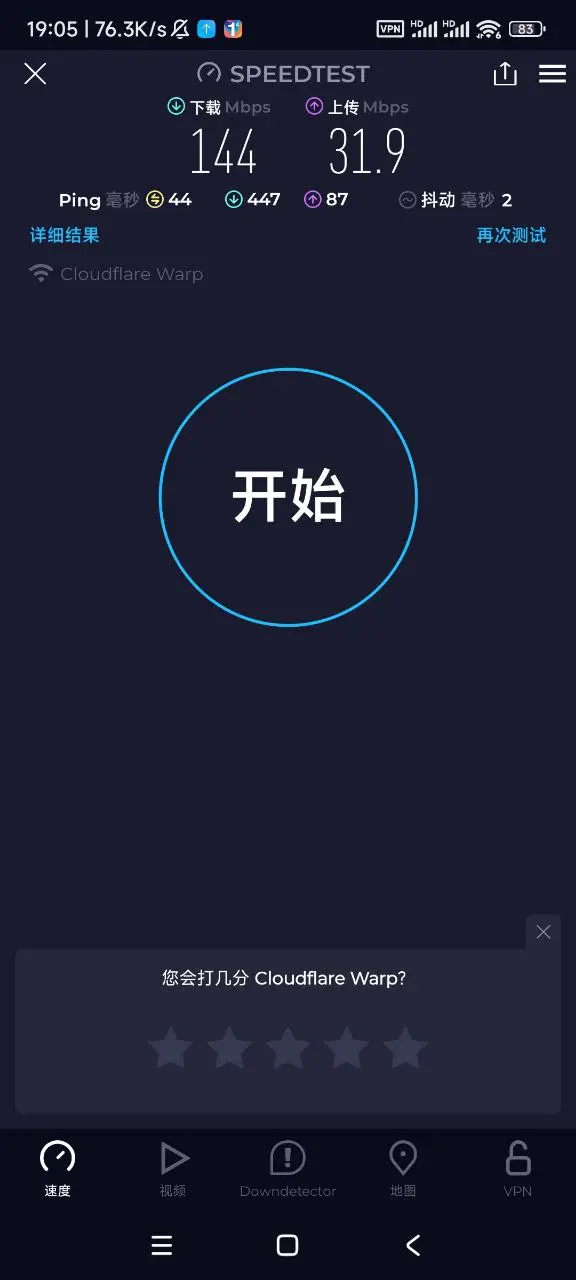 19:05 | 76.3K/s
VPN HD HD 6 83
SPEEDTEST
下载 Mbps 上传 Mbps
144 31.9
Ping 毫秒 44 447 87 抖动 毫秒 2
详细结果 再次测试
Cloudflare Warp
开始
您会打几分 Cloudflare Warp?
速度 视频 Downdetector 地图 VPN